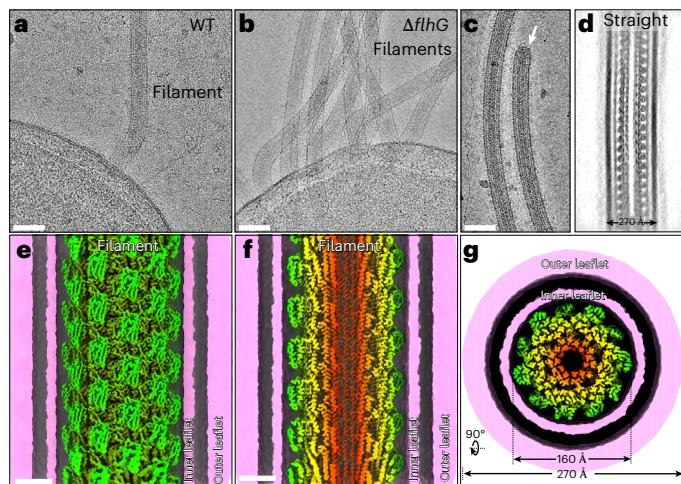 a
WT
Filament
b
ΔflhG
Filaments
c
d
Straight
270 Å
e
Filament
Inner leaflet
Outer leaflet
f
Filament
Inner leaflet
Outer leaflet
g
Outer leaflet
Inner leaflet
90°
160 Å
270 Å